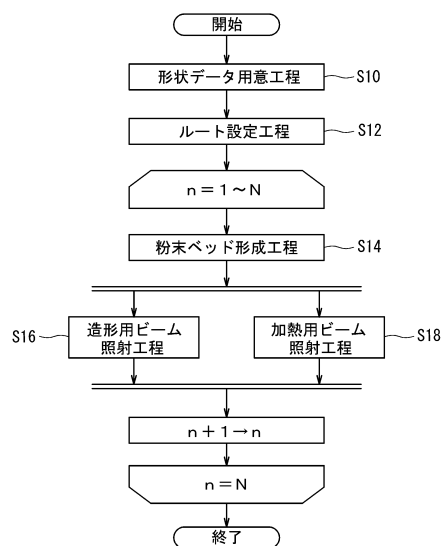 開始
形状データ用意工程 S10
ルート設定工程 S12
n=1～N
粉末ベッド形成工程 S14
S16 造形用ビーム
照射工程
加熱用ビーム
照射工程 S18
n+1→n
n=N
終了